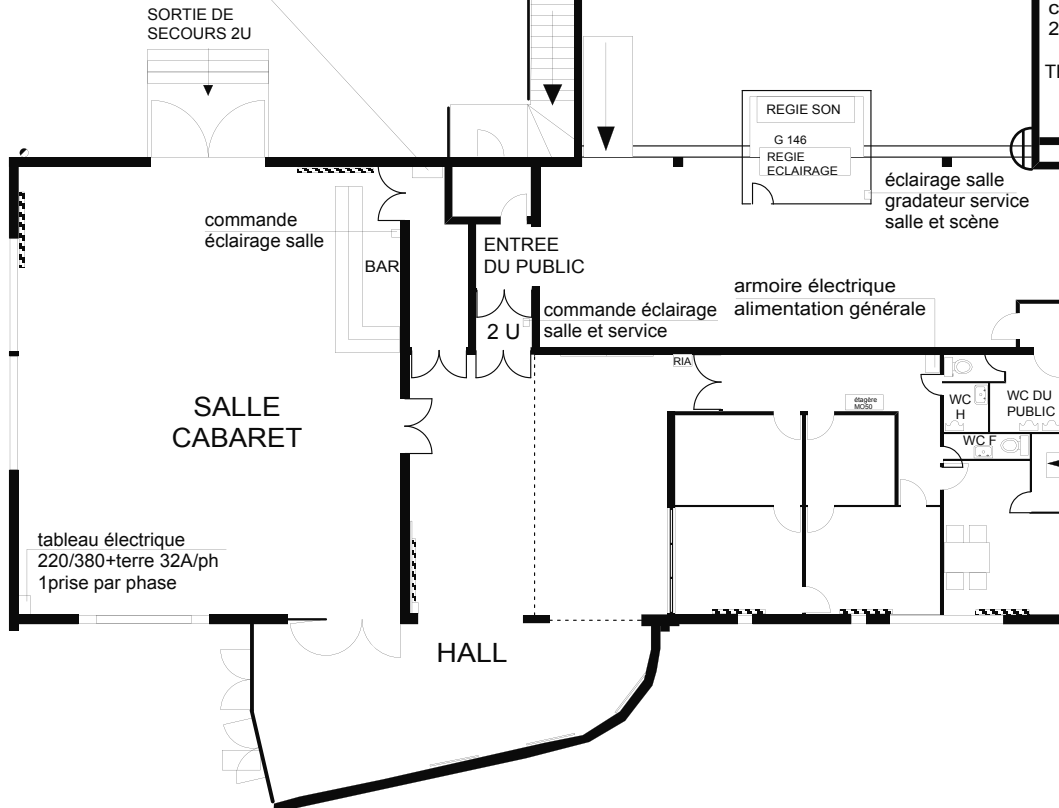 SORTIE DE
SECOURS 2U
REGIE SON
G 146
REGIE
ECLAIRAGE
éclairage salle
gradateur service
salle et scène
commande
éclairage salle
BAR
ENTREE
DU PUBLIC
2 U
commande éclairage
salle et service
armoire électrique
alimentation générale
RIA
étagère
MO50
WC
H
WC DU
PUBLIC
WC F
SALLE
CABARET
tableau électrique
220/380+terre 32A/ph
1prise par phase
HALL